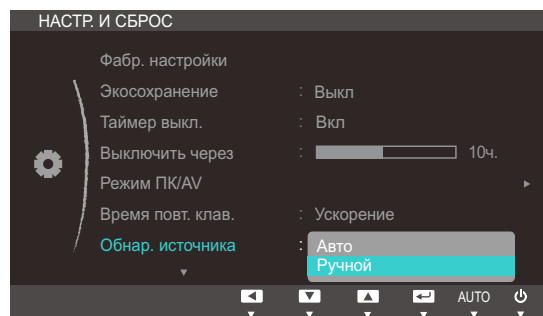 НАСТР. И СБРОС
Фабр. настройки
Экосохранение : Выкл
Таймер выкл. : Вкл
Выключить через : 10ч.
Режим ПК/AV
Время повт. клав. : Ускорение
Обнар. источника : Авто
Ручной
AUTO